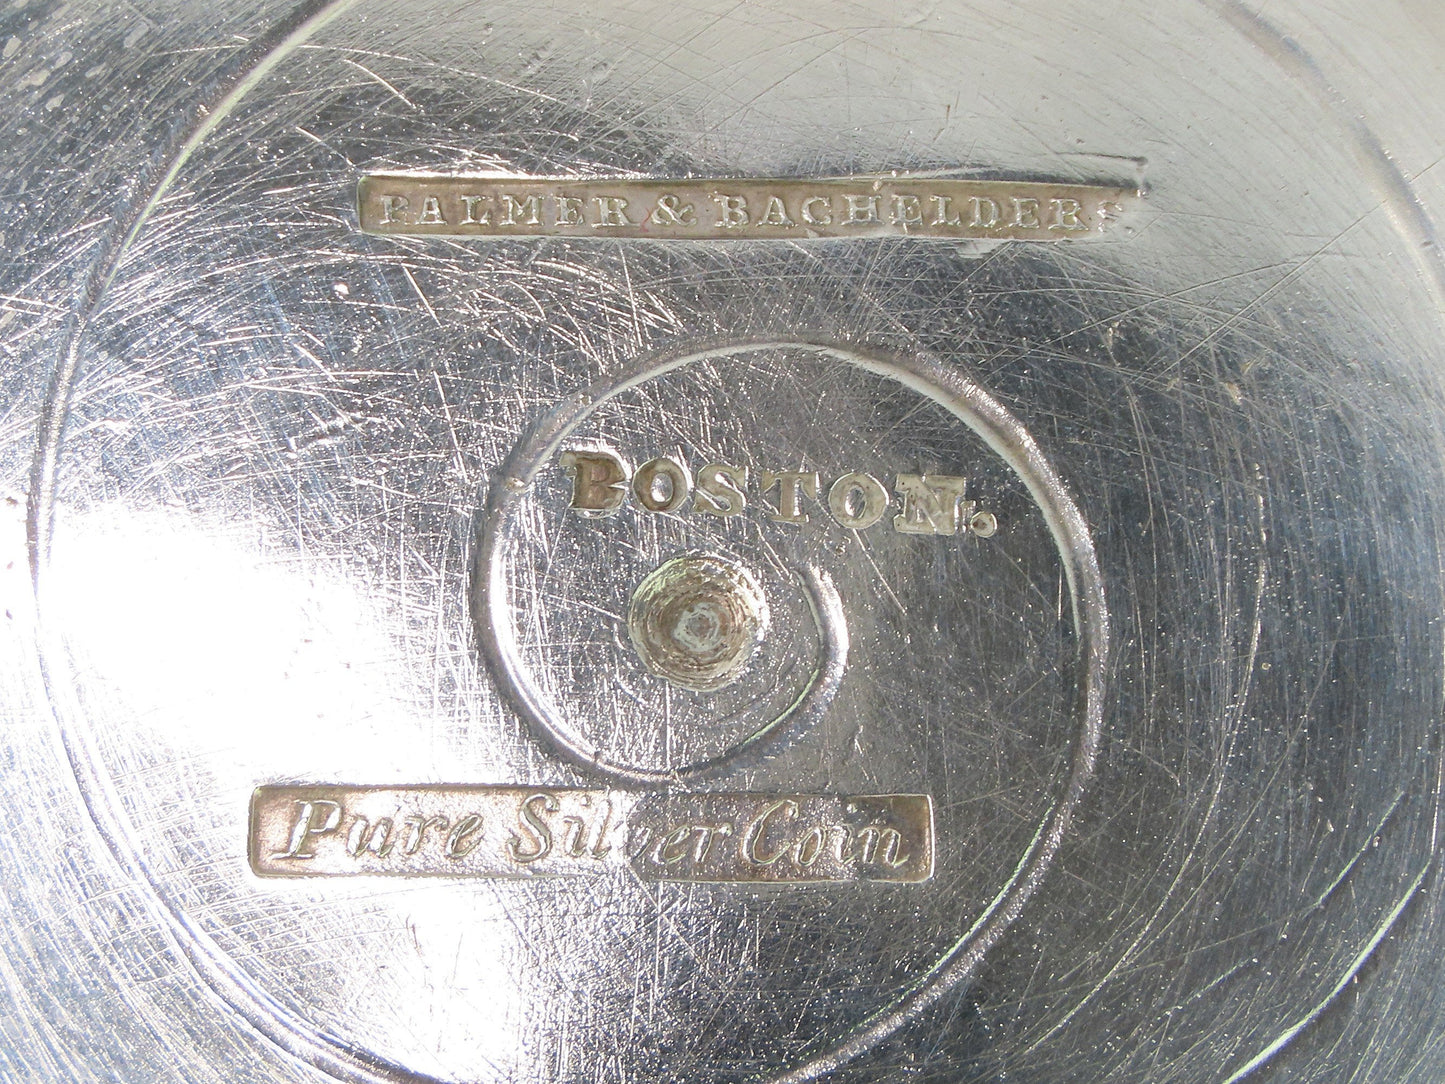 PALMER & BACHELDERS
BOSTON.
Pure Silver Coin